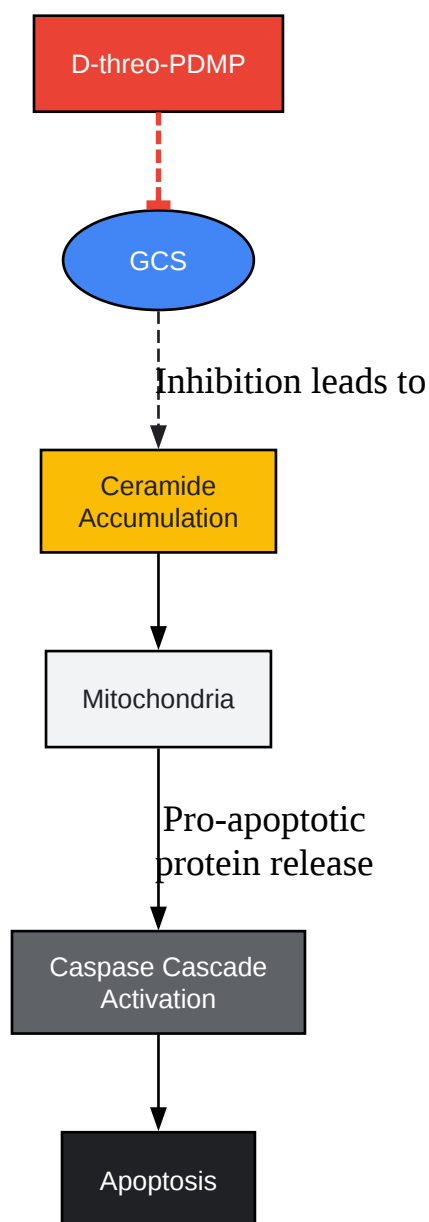 D-threo-PDMP
GCS
Inhibition leads to
Ceramide
Accumulation
Mitochondria
Pro-apoptotic
protein release
Caspase Cascade
Activation
Apoptosis